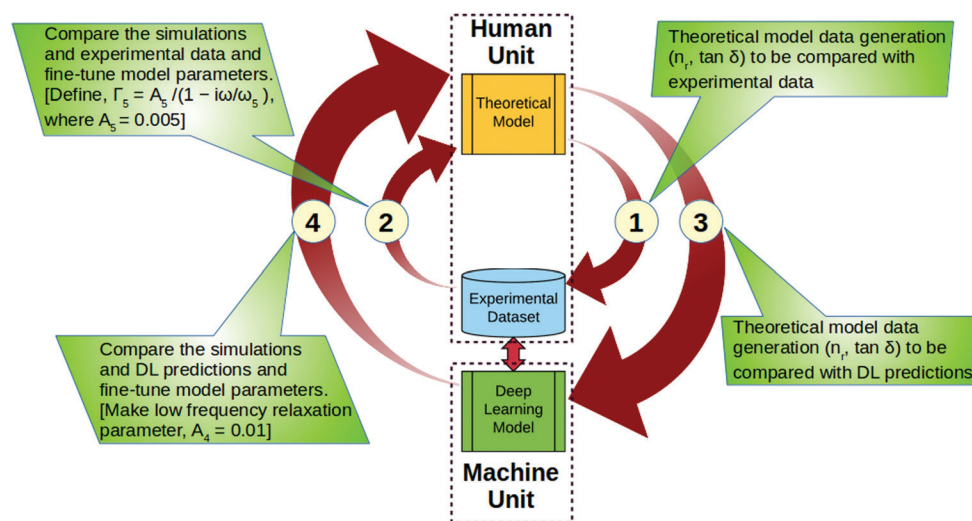 Compare the simulations
and experimental data and
fine-tune model parameters.
[Define, Γ₅ = A₅ /(1 − iω/ω₅ ),
where A₅ = 0.005]
Human
Unit
Theoretical
Model
Theoretical model data generation
(nᵣ, tan δ) to be compared with
experimental data
4
2
1
3
Experimental
Dataset
Compare the simulations
and DL predictions and
fine-tune model parameters.
[Make low frequency relaxation
parameter, A₄ = 0.01]
Theoretical model data
generation (nᵣ, tan δ) to be
compared with DL predictions
Deep
Learning
Model
Machine
Unit